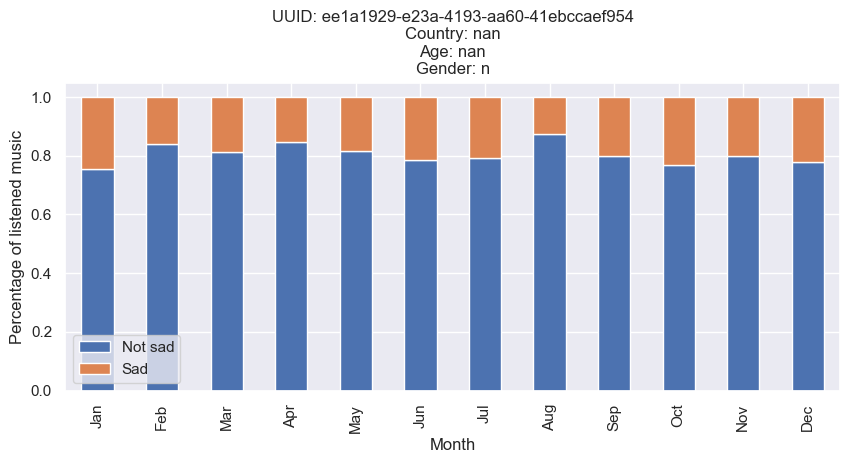 UUID: ee1a1929-e23a-4193-aa60-41ebccaef954
Country: nan
Age: nan
Gender: n
Percentage of listened music
1.0
0.8
0.6
0.4
0.2
0.0
Not sad
Sad
Jan
Feb
Mar
Apr
May
Jun
Jul
Aug
Sep
Oct
Nov
Dec
Month